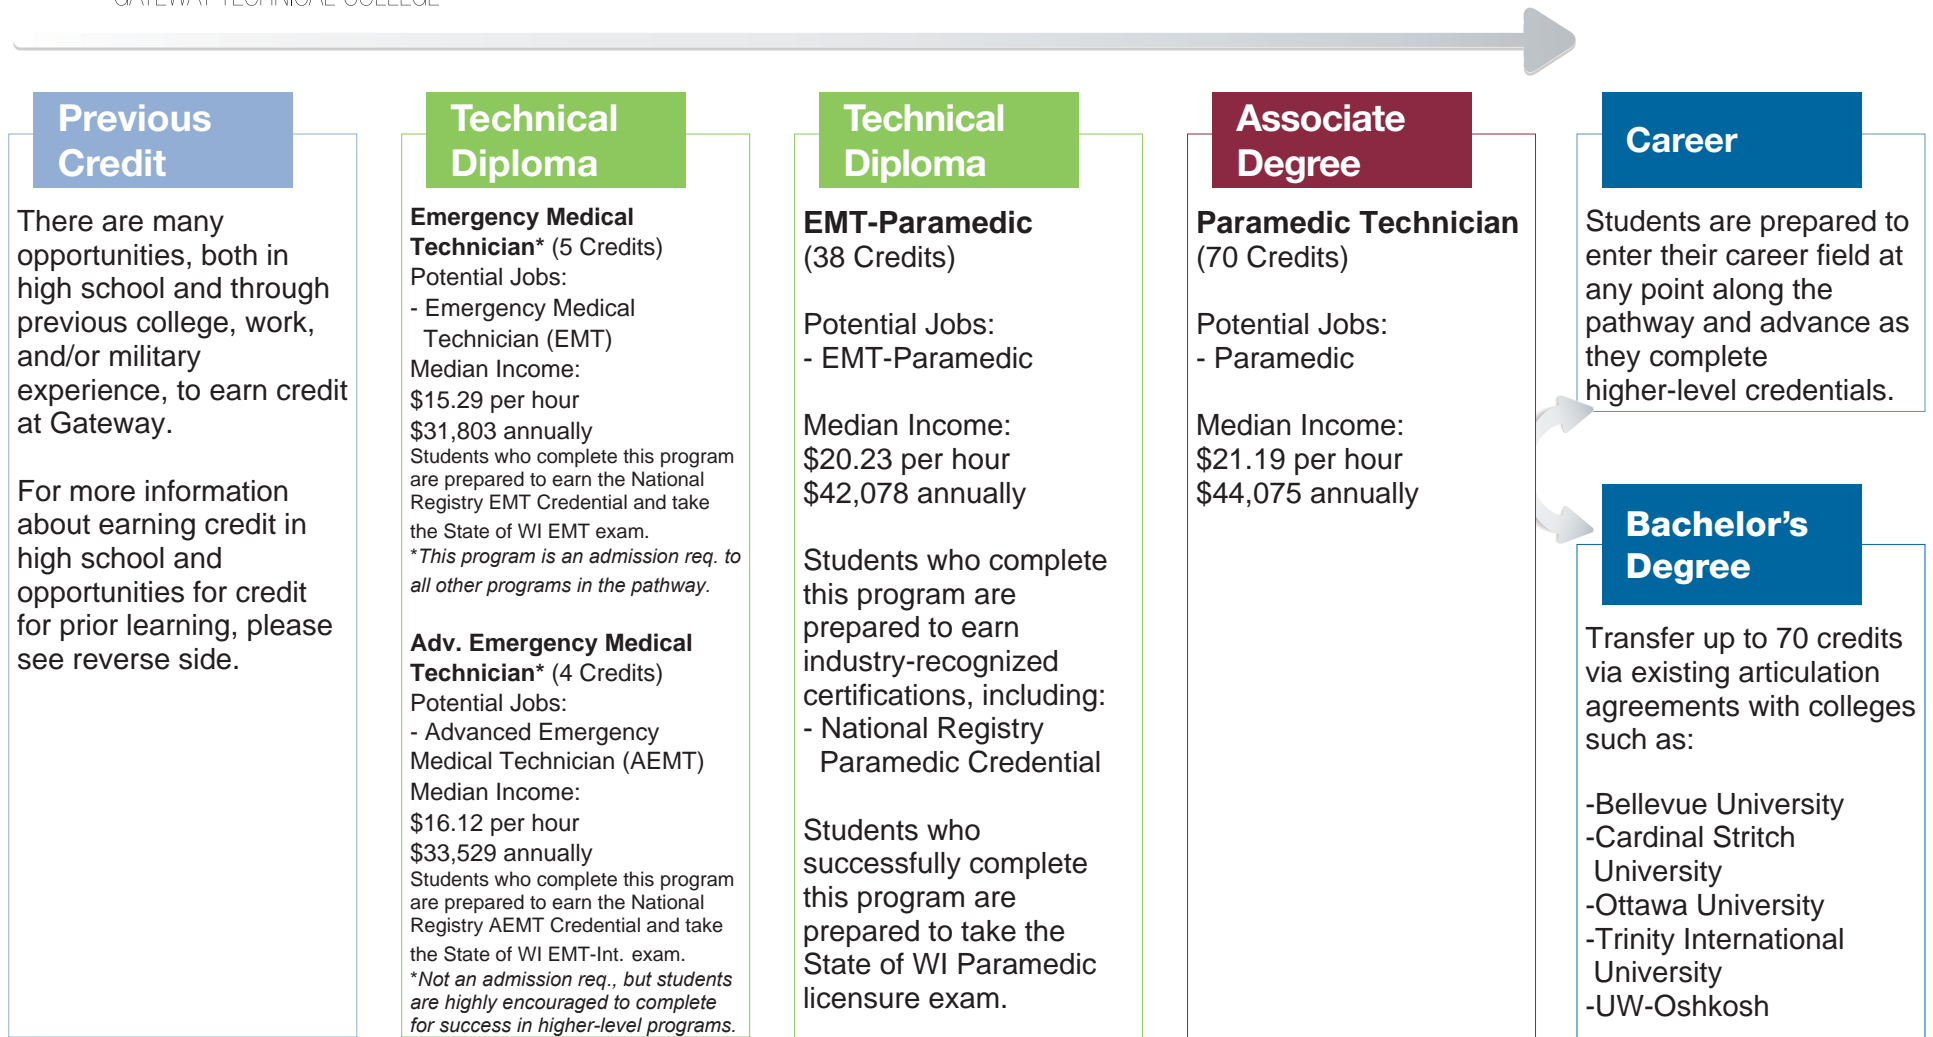 GATEWAY TECHNICAL COLLEGE
Previous
Credit
There are many
opportunities, both in
high school and through
previous college, work,
and/or military
experience, to earn credit
at Gateway.
For more information
about earning credit in
high school and
opportunities for credit
for prior learning, please
see reverse side.
Technical
Diploma
Emergency Medical
Technician* (5 Credits)
Potential Jobs:
- Emergency Medical
Technician (EMT)
Median Income:
$15.29 per hour
$31,803 annually
Students who complete this program
are prepared to earn the National
Registry EMT Credential and take
the State of WI EMT exam.
*This program is an admission req. to
all other programs in the pathway.
Adv. Emergency Medical
Technician* (4 Credits)
Potential Jobs:
- Advanced Emergency
Medical Technician (AEMT)
Median Income:
$16.12 per hour
$33,529 annually
Students who complete this program
are prepared to earn the National
Registry AEMT Credential and take
the State of WI EMT-Int. exam.
*Not an admission req., but students
are highly encouraged to complete
for success in higher-level programs.
Technical
Diploma
EMT-Paramedic
(38 Credits)
Potential Jobs:
- EMT-Paramedic
Median Income:
$20.23 per hour
$42,078 annually
Students who complete
this program are
prepared to earn
industry-recognized
certifications, including:
- National Registry
Paramedic Credential
Students who
successfully complete
this program are
prepared to take the
State of WI Paramedic
licensure exam.
Associate
Degree
Paramedic Technician
(70 Credits)
Potential Jobs:
- Paramedic
Median Income:
$21.19 per hour
$44,075 annually
Career
Students are prepared to
enter their career field at
any point along the
pathway and advance as
they complete
higher-level credentials.
Bachelor's
Degree
Transfer up to 70 credits
via existing articulation
agreements with colleges
such as:
-Bellevue University
-Cardinal Stritch
University
-Ottawa University
-Trinity International
University
-UW-Oshkosh